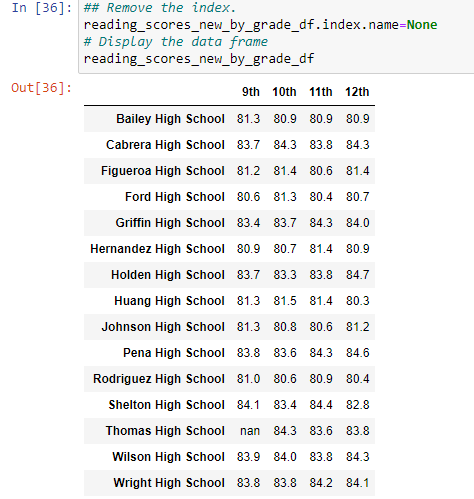 In [36]: ## Remove the index.
reading_scores_new_by_grade_df.index.name=None
# Display the data frame
reading_scores_new_by_grade_df
Out[36]:
9th 10th 11th 12th
Bailey High School 81.3 80.9 80.9 80.9
Cabrera High School 83.7 84.3 83.8 84.3
Figueroa High School 81.2 81.4 80.6 81.4
Ford High School 80.6 81.3 80.4 80.7
Griffin High School 83.4 83.7 84.3 84.0
Hernandez High School 80.9 80.7 81.4 80.9
Holden High School 83.7 83.3 83.8 84.7
Huang High School 81.3 81.5 81.4 80.3
Johnson High School 81.3 80.8 80.6 81.2
Pena High School 83.8 83.6 84.3 84.6
Rodriguez High School 81.0 80.6 80.9 80.4
Shelton High School 84.1 83.4 84.4 82.8
Thomas High School nan 84.3 83.6 83.8
Wilson High School 83.9 84.0 83.8 84.3
Wright High School 83.8 83.8 84.2 84.1